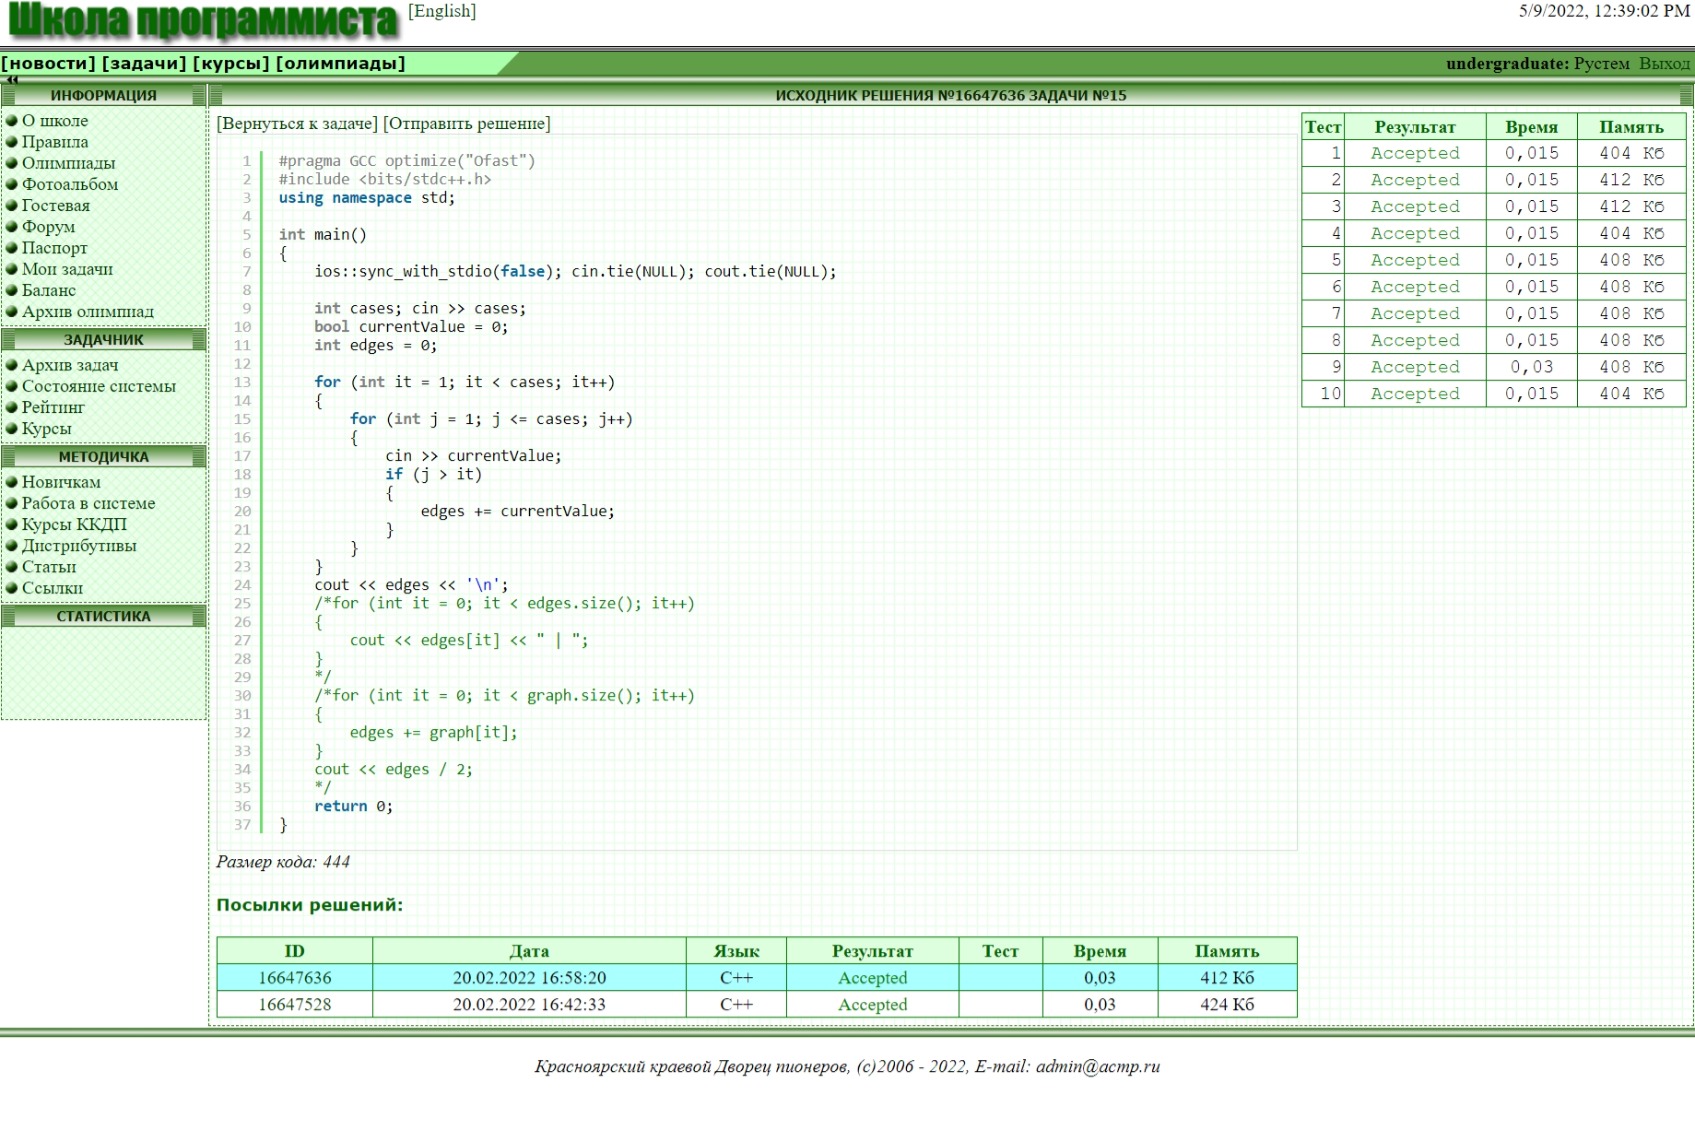 Школа программиста
[English]
5/9/2022, 12:39:02 PM
[новости] [задачи] [курсы] [олимпиады]
undergraduate: Рустем Выход
ИНФОРМАЦИЯ
О школе
Правила
Олимпиады
Фотоальбом
Гостевая
Форум
Паспорт
Мои задачи
Баланс
Архив олимпиад
ЗАДАЧНИК
Архив задач
Состояние системы
Рейтинг
Курсы
МЕТОДИЧКА
Новичкам
Работа в системе
Курсы ККДП
Дистрибутивы
Статьи
Ссылки
СТАТИСТИКА
ИСХОДНИК РЕШЕНИЯ №16647636 ЗАДАЧИ №15
[Вернуться к задаче] [Отправить решение]
1 #pragma GCC optimize("Ofast")
2 #include <bits/stdc++.h>
3 using namespace std;
4
5 int main()
6 {
7 ios::sync_with_stdio(false); cin.tie(NULL); cout.tie(NULL);
8
9 int cases; cin >> cases;
10 bool currentValue = 0;
11 int edges = 0;
12
13 for (int it = 1; it < cases; it++)
14 {
15 for (int j = 1; j <= cases; j++)
16 {
17 cin >> currentValue;
18 if (j > it)
19 {
20 edges += currentValue;
21 }
22 }
23 }
24 cout << edges << '\n';
25 /*for (int it = 0; it < edges.size(); it++)
26 {
27 cout << edges[it] << " | ";
28 }
29 */
30 /*for (int it = 0; it < graph.size(); it++)
31 {
32 edges += graph[it];
33 }
34 cout << edges / 2;
35 */
36 return 0;
37 }
Размер кода: 444
Тест Результат Время Память
1 Accepted 0,015 404 Кб
2 Accepted 0,015 412 Кб
3 Accepted 0,015 412 Кб
4 Accepted 0,015 404 Кб
5 Accepted 0,015 408 Кб
6 Accepted 0,015 408 Кб
7 Accepted 0,015 408 Кб
8 Accepted 0,015 408 Кб
9 Accepted 0,03 408 Кб
10 Accepted 0,015 404 Кб
Посылки решений:
ID Дата Язык Результат Тест Время Память
16647636 20.02.2022 16:58:20 C++ Accepted 0,03 412 Кб
16647528 20.02.2022 16:42:33 C++ Accepted 0,03 424 Кб
Красноярский краевой Дворец пионеров, (c)2006 - 2022, E-mail: admin@acmp.ru